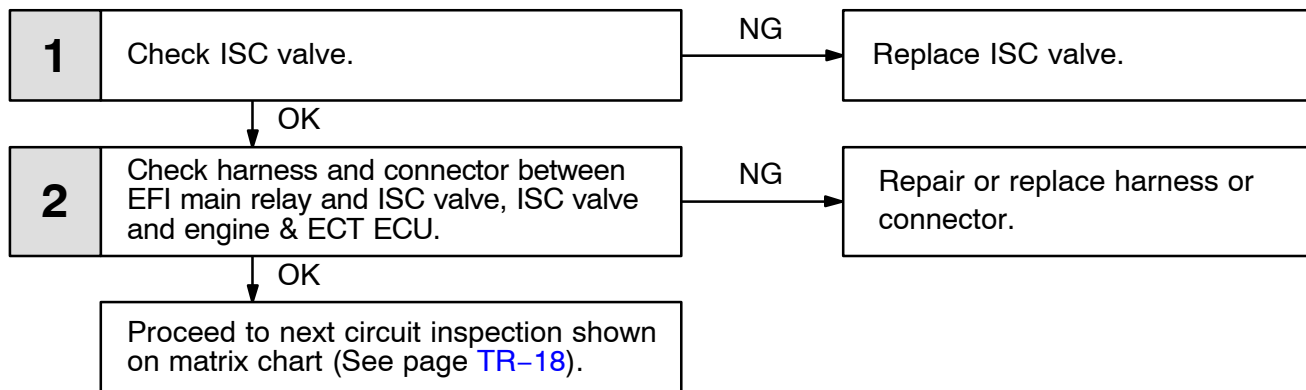 1
Check ISC valve.
NG
Replace ISC valve.
OK
2
Check harness and connector between
EFI main relay and ISC valve, ISC valve
and engine & ECT ECU.
NG
Repair or replace harness or
connector.
OK
Proceed to next circuit inspection shown
on matrix chart (See page TR–18).